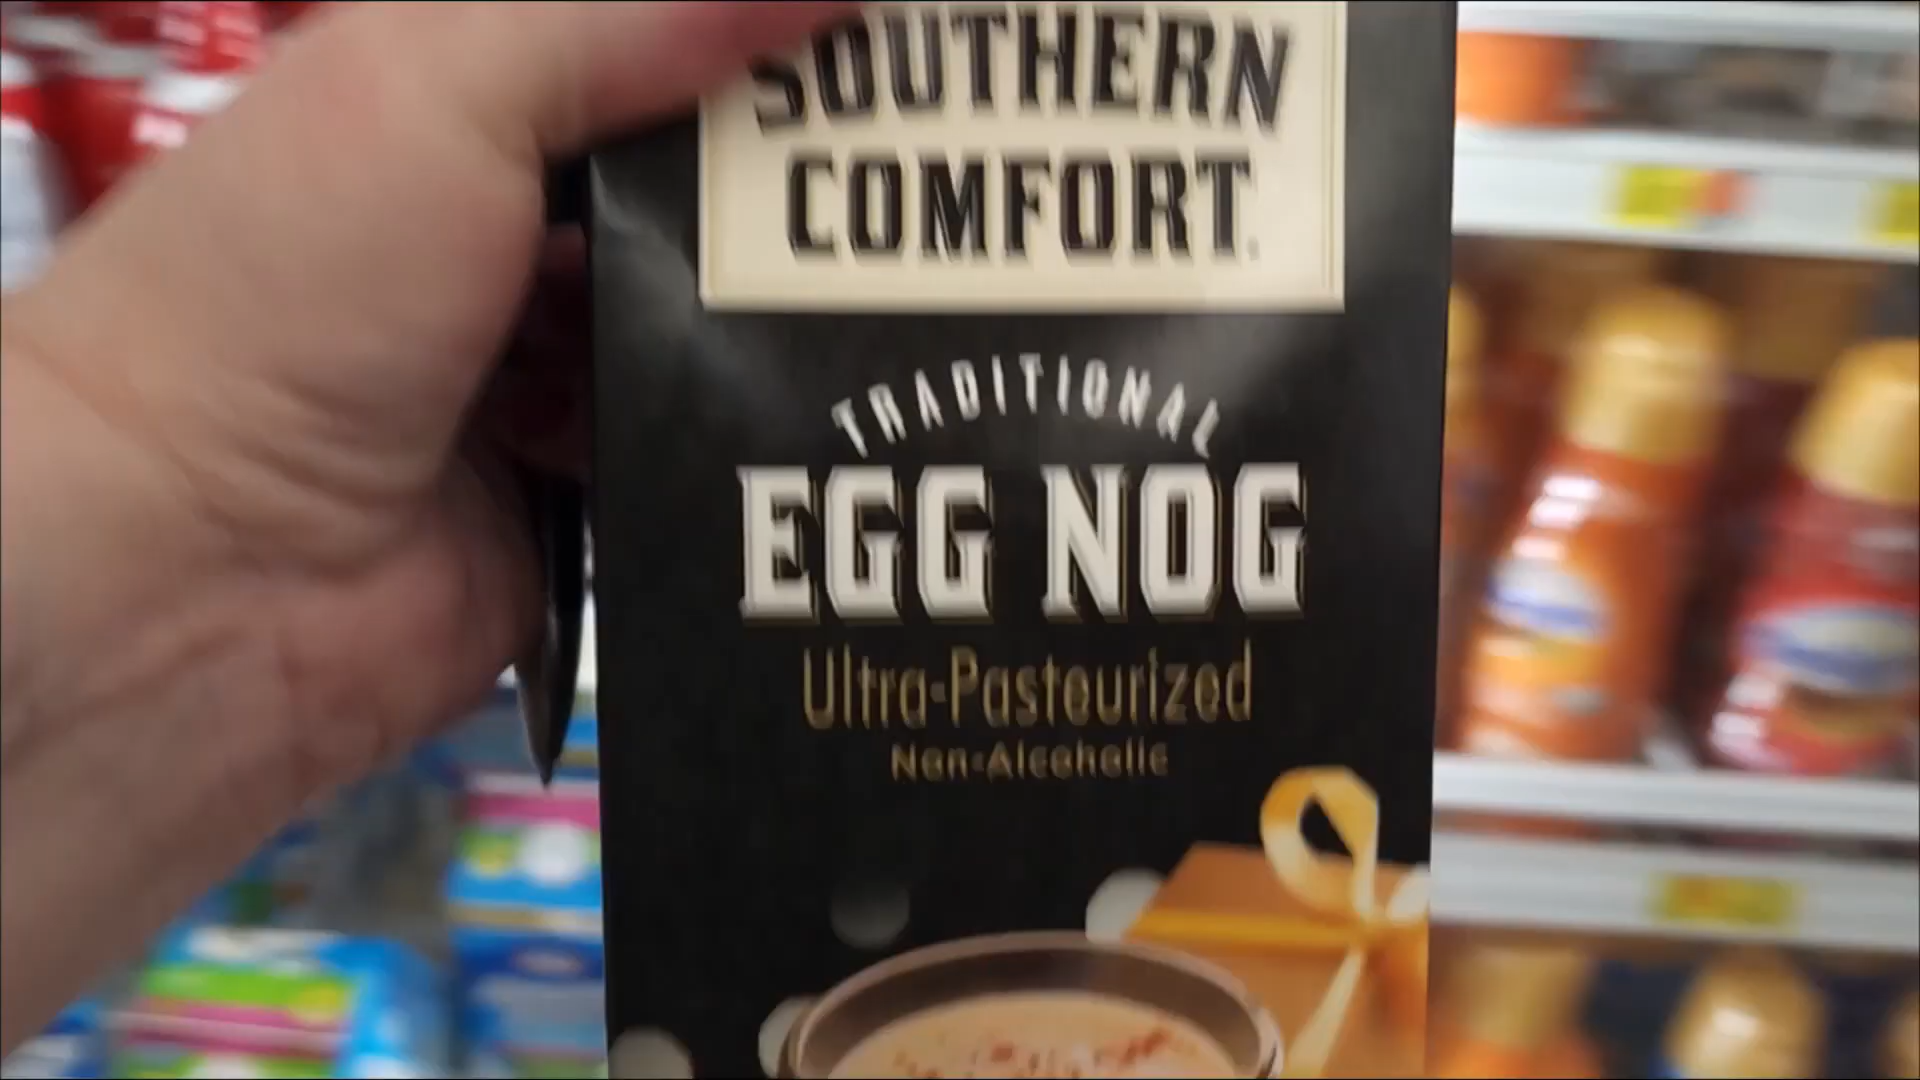 SOUTHERN
COMFORT
TRADITIONAL
EGG NOG
Ultra-Pasteurized
Non-Alcoholic